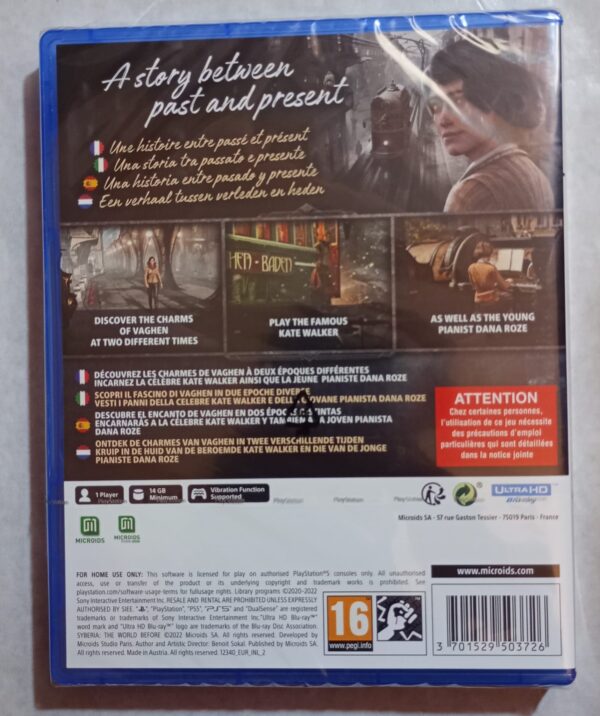 A story between
past and present
Une histoire entre passé et présent
Una storia tra passato e presente
Una historia entre pasado y presente
Een verhaal tussen verleden en heden
HEN - BADEN
DISCOVER THE CHARMS
OF VAGHEN
AT TWO DIFFERENT TIMES
PLAY THE FAMOUS
KATE WALKER
AS WELL AS THE YOUNG
PIANIST DANA ROZE
DÉCOUVREZ LES CHARMES DE VAGHEN À DEUX ÉPOQUES DIFFÉRENTES
INCARNEZ LA CÉLÈBRE KATE WALKER AINSI QUE LA JEUNE PIANISTE DANA ROZE
SCOPRI IL FASCINO DI VAGHEN IN DUE EPOCHE DIVERSE
VESTI I PANNI DELLA CELEBRE KATE WALKER E DELLA GIOVANE PIANISTA DANA ROZE
DESCUBRE EL ENCANTO DE VAGHEN EN DOS ÉPOCAS DISTINTAS
ENCARNARÁS A LA CÉLEBRE KATE WALKER Y TAMBIÉN A LA JOVEN PIANISTA
DANA ROZE
ONTDEK DE CHARMES VAN VAGHEN IN TWEE VERSCHILLENDE TIJDEN
KRUIP IN DE HUID VAN DE BEROEMDE KATE WALKER EN DIE VAN DE JONGE
PIANISTE DANA ROZE
ATTENTION
Chez certaines personnes,
l'utilisation de ce jeu nécessite
des précautions d'emploi
particulières qui sont détaillées
dans la notice jointe
1 Player
14 GB
Minimum
Vibration Function
Supported
PlayStation
PlayStation
PlayStation
ULTRA HD
Blu-ray
Microids SA - 57 rue Gaston Tessier - 75019 Paris - France
MICROIDS
MICROIDS
FOR HOME USE ONLY: This software is licensed for play on authorised PlayStation®5 consoles only. All unauthorised
access, use or transfer of the product or its underlying copyright and trademark works is prohibited. See
playstation.com/software-usage-terms for fullusage rights. Library programs ©2020-2022
Sony Interactive Entertainment Inc. RESALE AND RENTAL ARE PROHIBITED UNLESS EXPRESSLY
AUTHORISED BY SIEE. "", "PlayStation", "PS5", "PS5" and "DualSense" are registered
trademarks or trademarks of Sony Interactive Entertainment Inc."Ultra HD Blu-ray™"
word mark and "Ultra HD Blu-ray™" logo are trademarks of the Blu-ray Disc Association.
SYBERIA: THE WORLD BEFORE ©2022 Microids SA. All rights reserved. Developed by
Microids Studio Paris. Author and Artistic Director: Benoit Sokal. Published by Microids SA.
All rights reserved. Made in Austria. All rights reserved. 12340_EUR_INL_2
16
www.pegi.info
www.microids.com
3 701529 503726